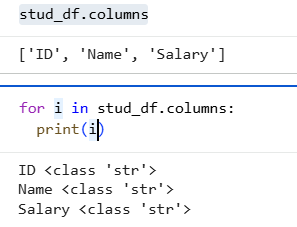 stud_df.columns
['ID', 'Name', 'Salary']
for i in stud_df.columns:
  print(i)
ID <class 'str'>
Name <class 'str'>
Salary <class 'str'>